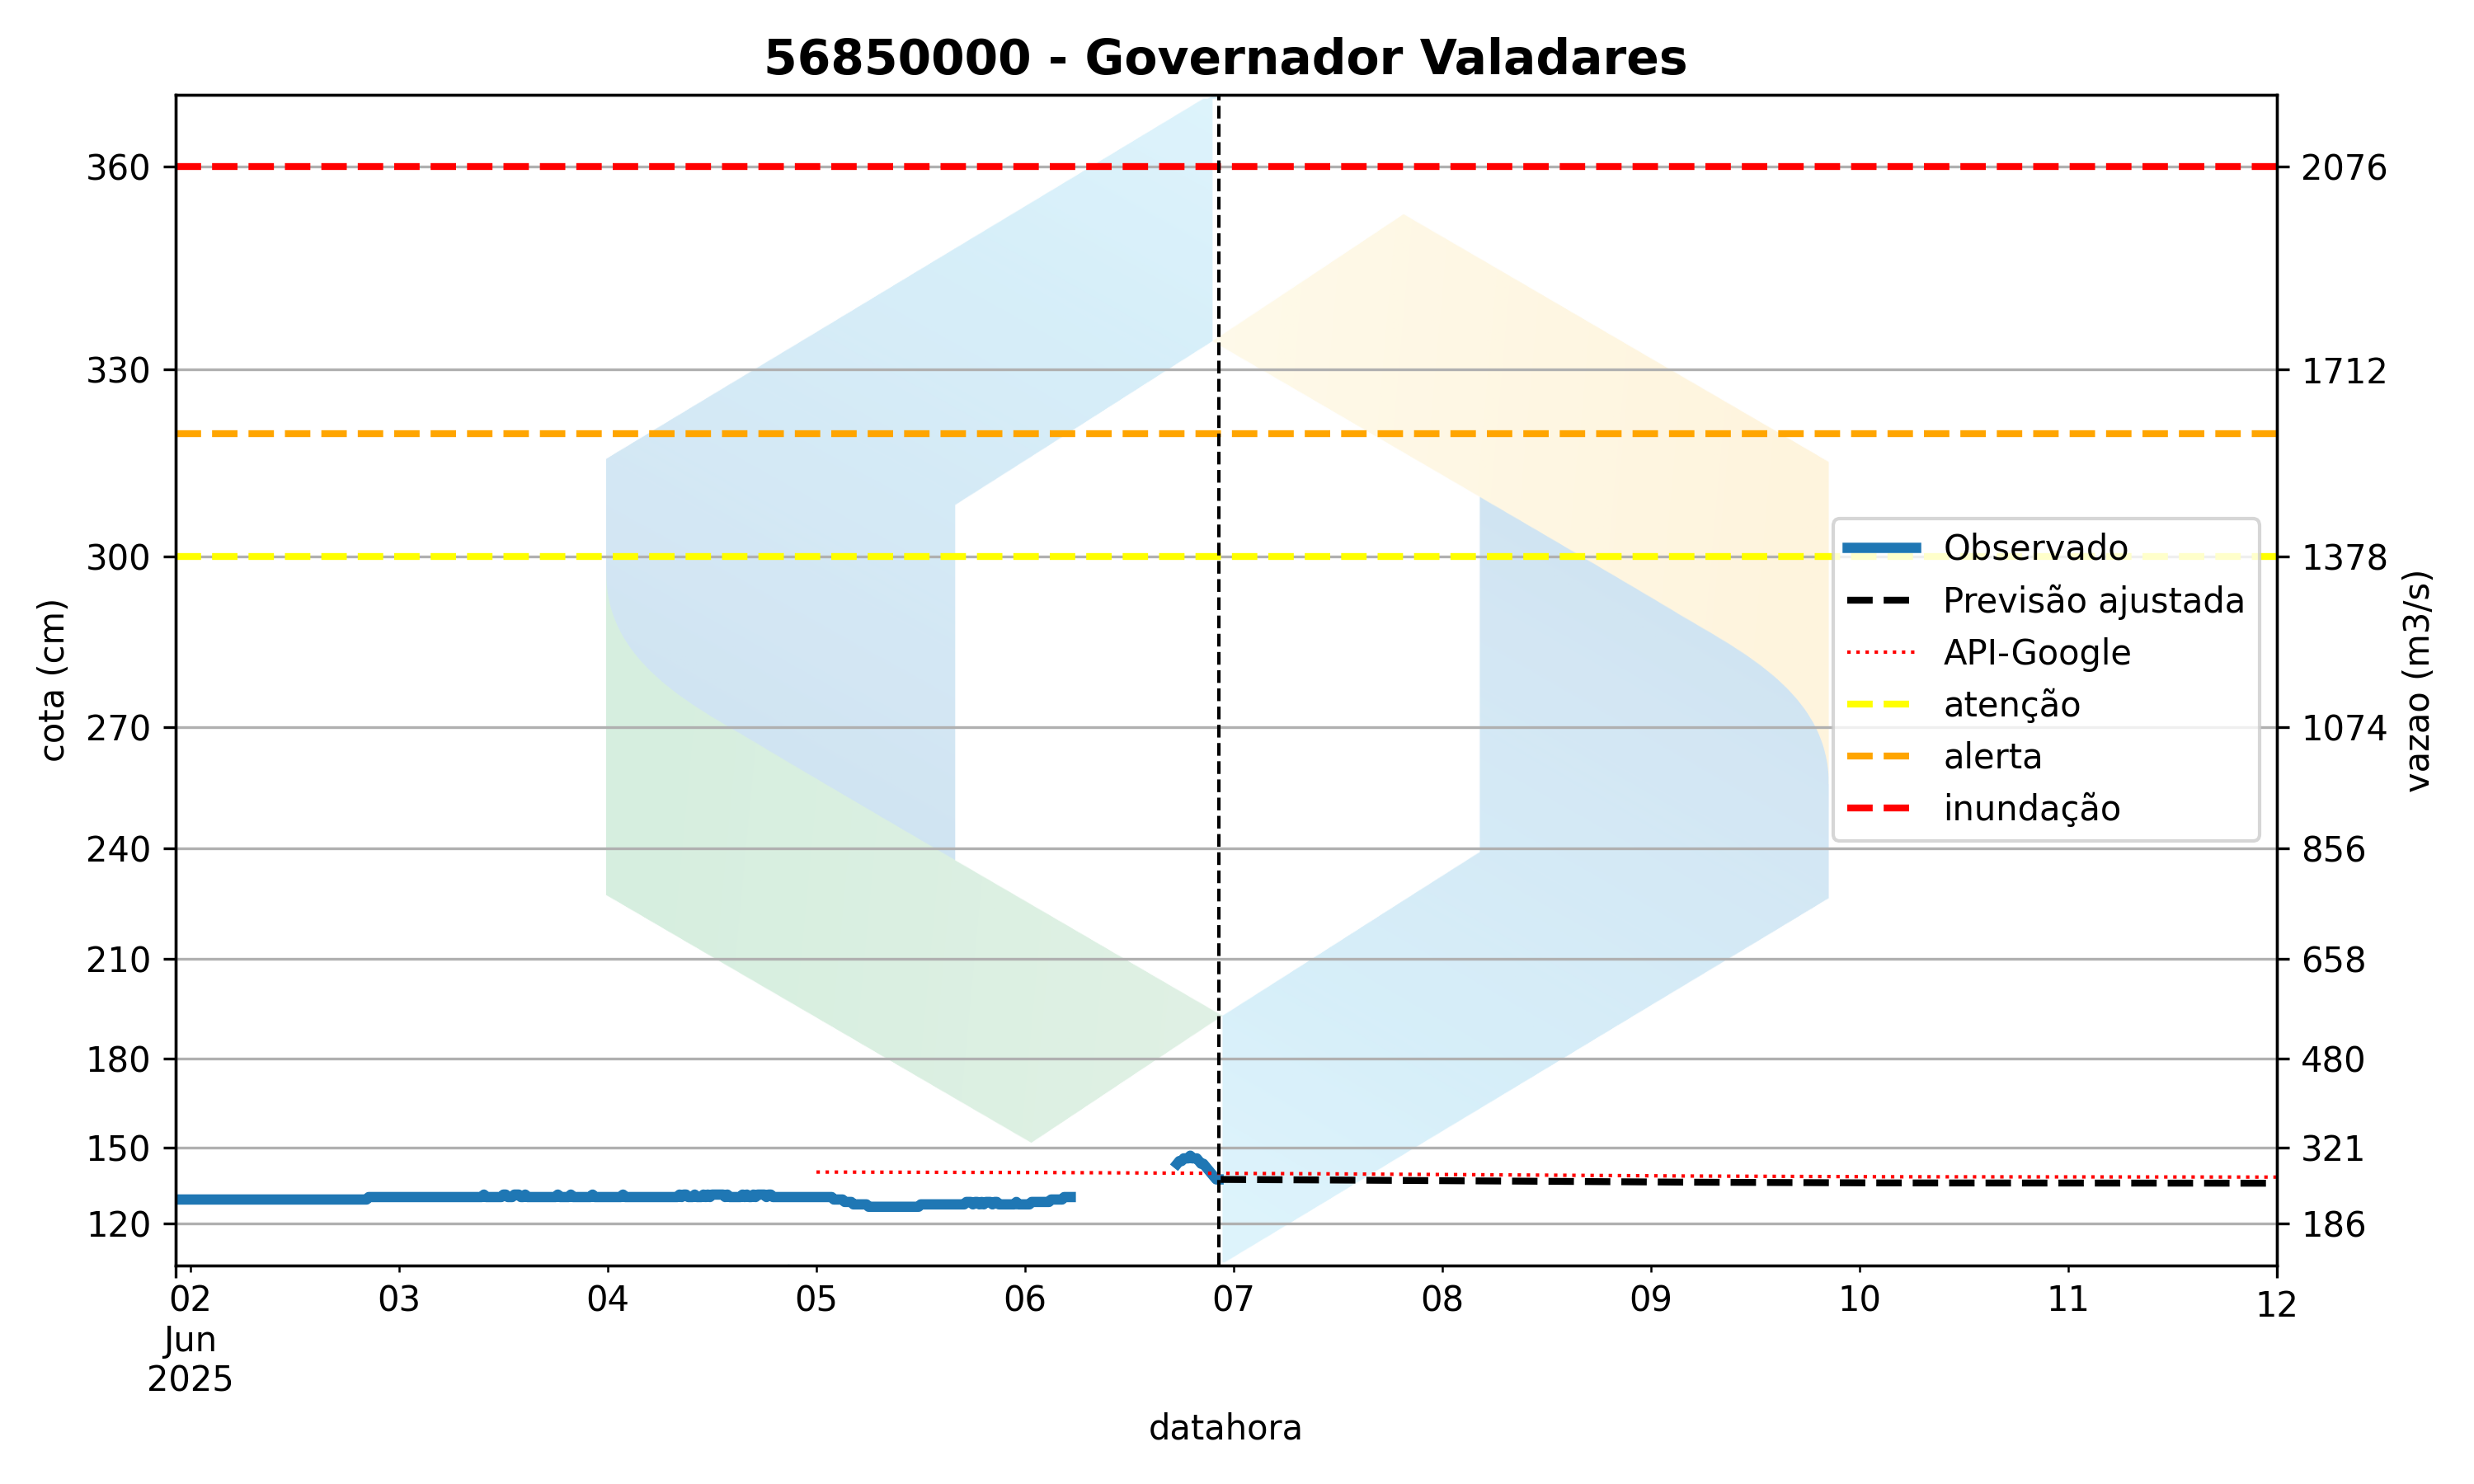 56850000 - Governador Valadares
360
330
300
270
240
210
180
150
120
cota (cm)
2076
1712
1378
1074
856
658
480
321
186
vazao (m3/s)
Observado
Previsão ajustada
API-Google
atenção
alerta
inundação
02 03 04 05 06 07 08 09 10 11 12
Jun
2025
datahora